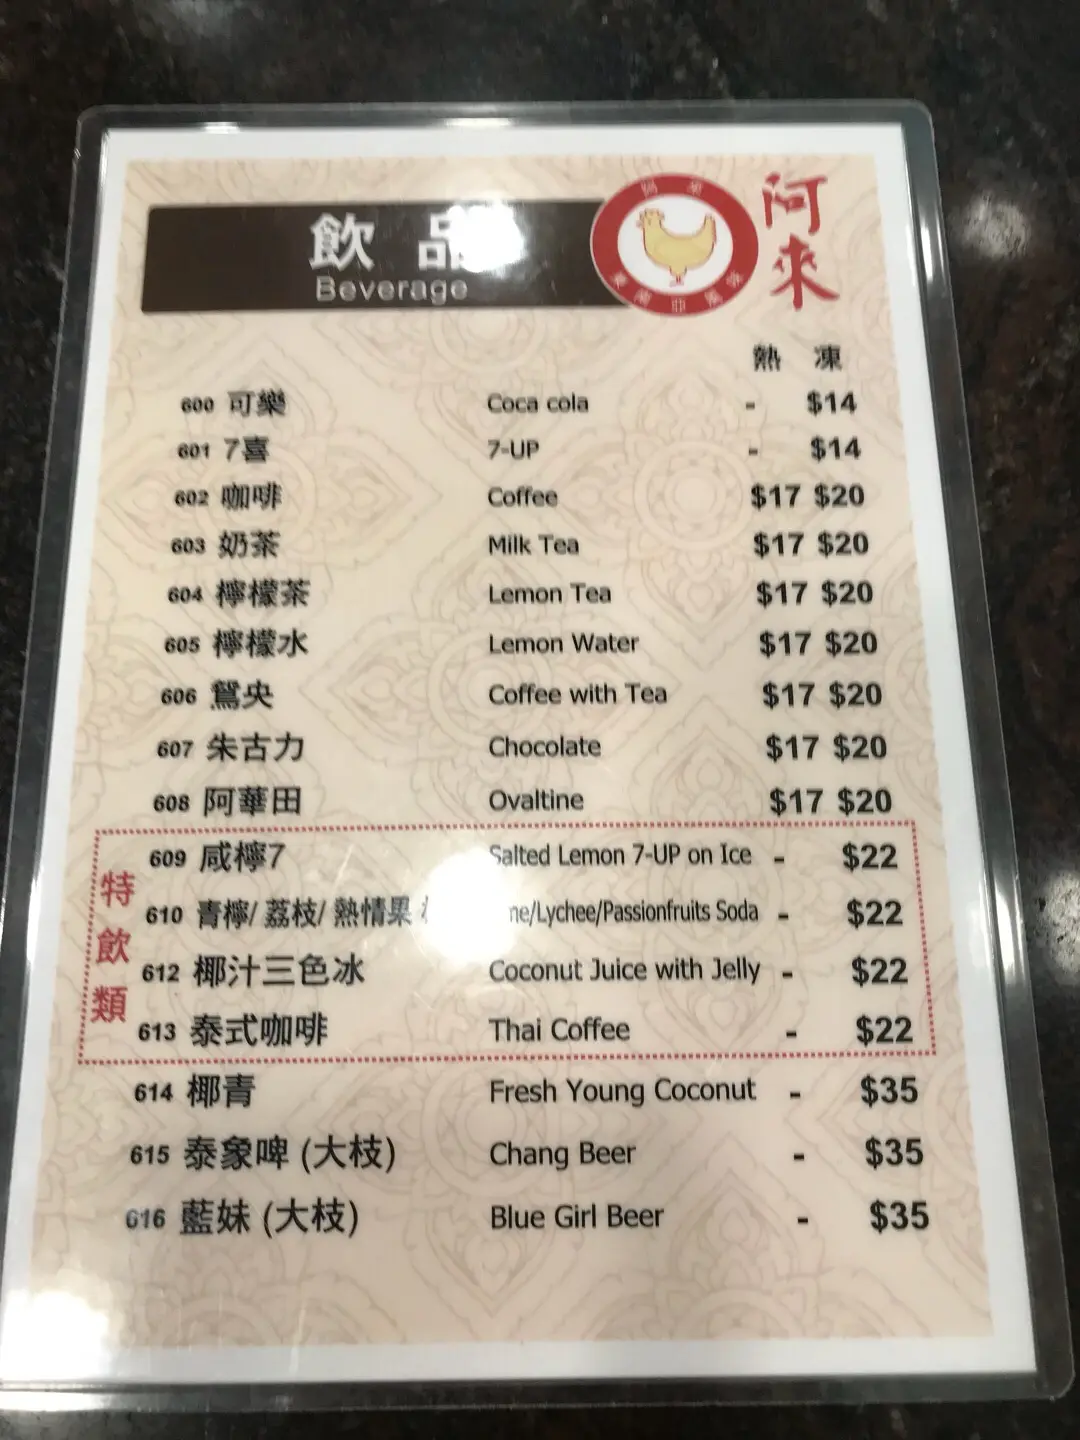 飲品
Beverage
阿來
東南亞風味
熱 凍
600 可樂 Coca cola - $14
601 7喜 7-UP - $14
602 咖啡 Coffee $17 $20
603 奶茶 Milk Tea $17 $20
604 檸檬茶 Lemon Tea $17 $20
605 檸檬水 Lemon Water $17 $20
606 鴛央 Coffee with Tea $17 $20
607 朱古力 Chocolate $17 $20
608 阿華田 Ovaltine $17 $20
特飲類
609 咸檸7 Salted Lemon 7-UP on Ice - $22
610 青檸/ 荔枝/ 熱情果 /Lychee/Passionfruits Soda - $22
612 椰汁三色冰 Coconut Juice with Jelly - $22
613 泰式咖啡 Thai Coffee - $22
614 椰青 Fresh Young Coconut - $35
615 泰象啤 (大枝) Chang Beer - $35
616 藍妹 (大枝) Blue Girl Beer - $35